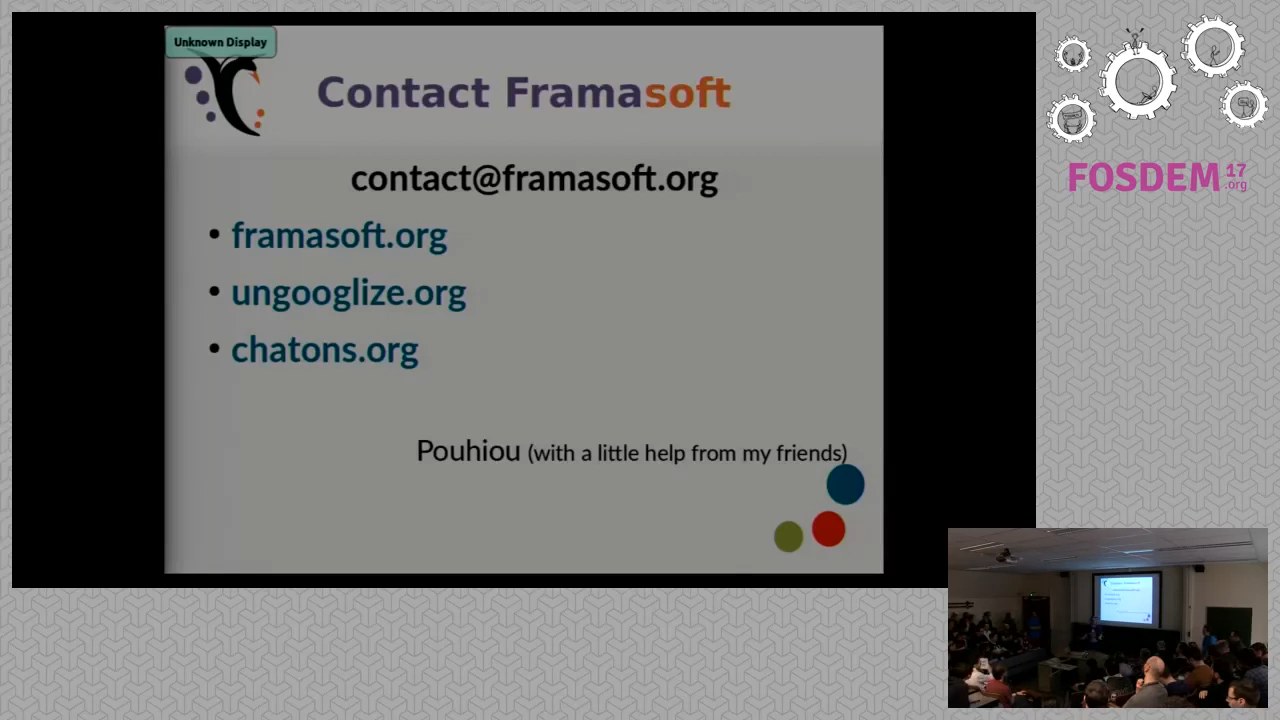 Unknown Display
Contact Framasoft
contact@framasoft.org
• framasoft.org
• ungooglize.org
• chatons.org
Pouhiou (with a little help from my friends)
FOSDEM 17
.org